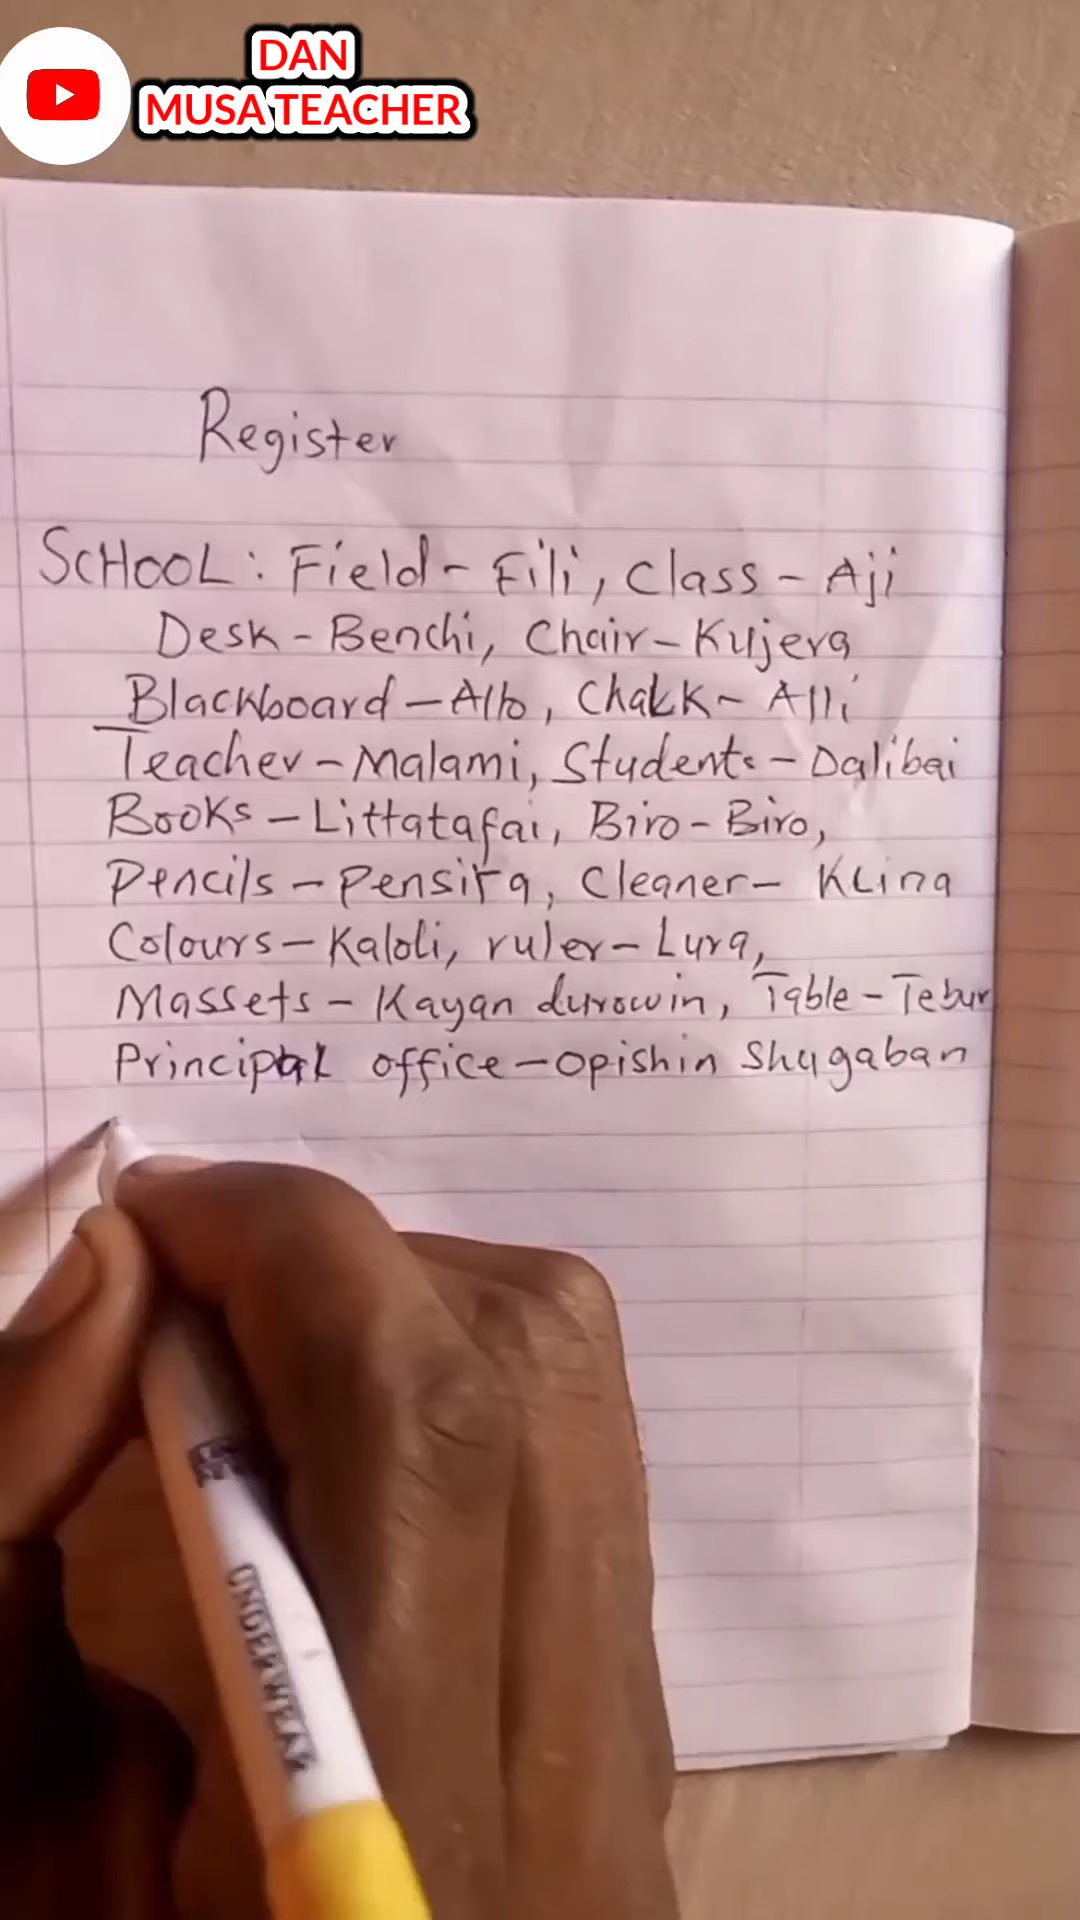 DAN
MUSA TEACHER
Register
SCHOOL: Field - Fili, Class - Aji
Desk - Benchi, Chair - Kujera
Blackboard - Allo, Chalk - Alli
Teacher - Malami, Students - Dalibai
Books - Littatafai, Biro - Biro,
Pencils - Pensira, Cleaner - Klina
Colours - Kaloli, ruler - Lura,
Massets - Kayan durowin, Table - Tebur
Principal office - Opishin Shugaban
UNDERWEAR